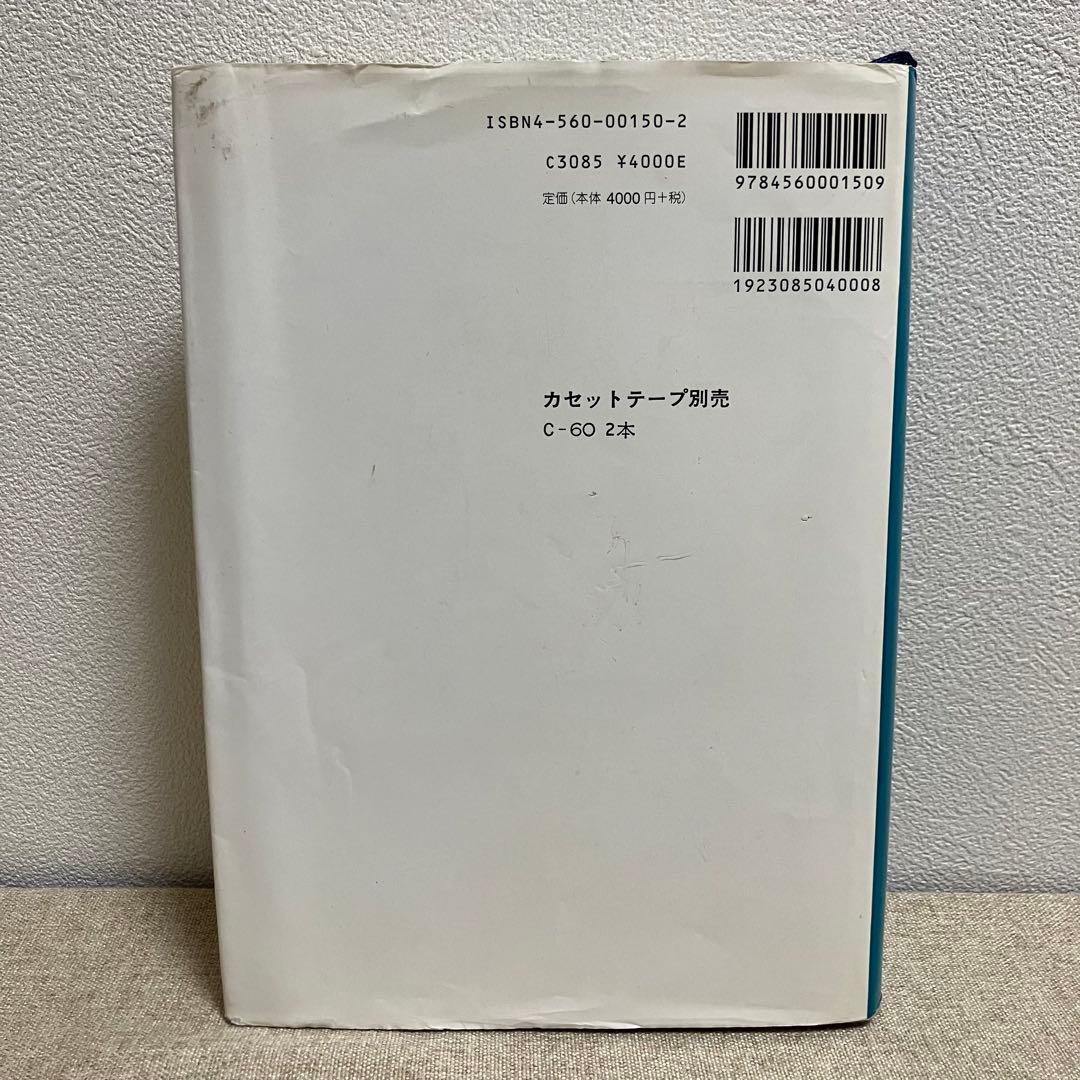 ISBN4-560-00150-2
C3085 ¥4000E
定価(本体 4000円+税)
9784560001509
1923085040008
カセットテープ別売
C-60 2本